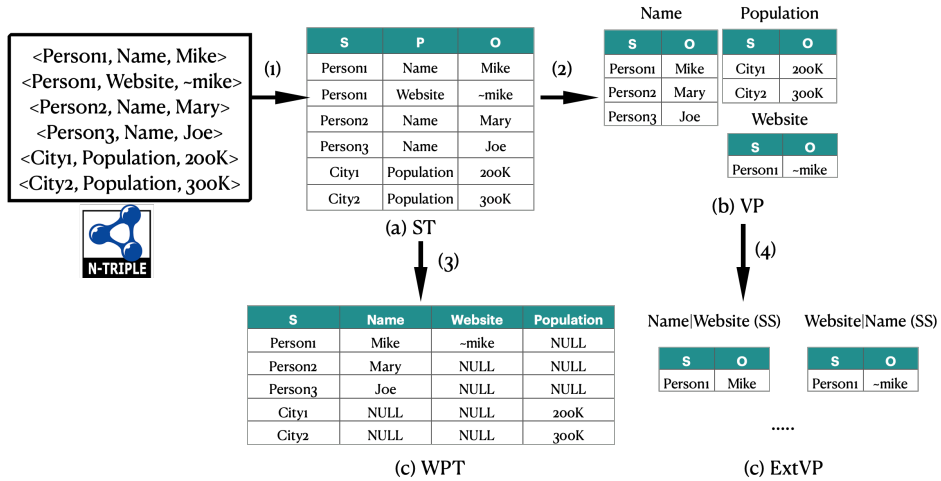 <Person1, Name, Mike>
<Person1, Website, ~mike>
<Person2, Name, Mary>
<Person3, Name, Joe>
<City1, Population, 200K>
<City2, Population, 300K>
N-TRIPLE
(1)
S P O
Person1 Name Mike
Person1 Website ~mike
Person2 Name Mary
Person3 Name Joe
City1 Population 200K
City2 Population 300K
(a) ST
(2)
Name
S O
Person1 Mike
Person2 Mary
Person3 Joe
Population
S O
City1 200K
City2 300K
Website
S O
Person1 ~mike
(b) VP
(3)
S Name Website Population
Person1 Mike ~mike NULL
Person2 Mary NULL NULL
Person3 Joe NULL NULL
City1 NULL NULL 200K
City2 NULL NULL 300K
(c) WPT
(4)
Name|Website (SS)
S O
Person1 Mike
Website|Name (SS)
S O
Person1 ~mike
.....
(c) ExtVP